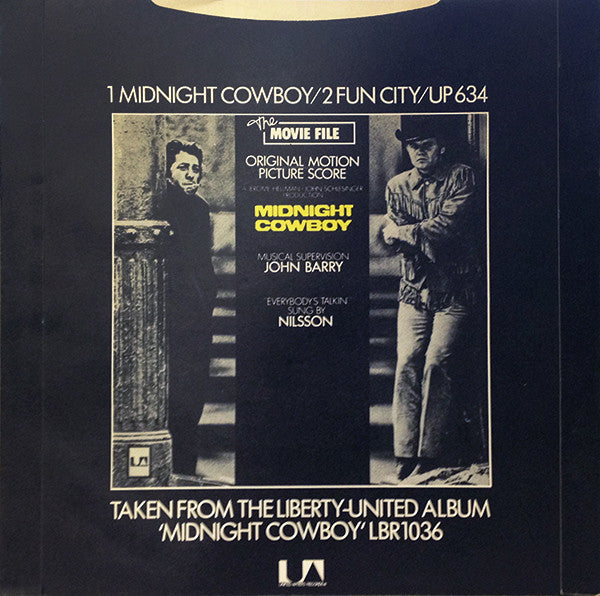 1 MIDNIGHT COWBOY/2 FUN CITY/UP 634
The
MOVIE FILE
ORIGINAL MOTION
PICTURE SCORE
A JEROME HELLMAN - JOHN SCHLESINGER
PRODUCTION
MIDNIGHT
COWBOY
MUSICAL SUPERVISION
JOHN BARRY
'EVERYBODY'S TALKIN'
SUNG BY
NILSSON
UA
TAKEN FROM THE LIBERTY-UNITED ALBUM
'MIDNIGHT COWBOY' LBR1036
UA